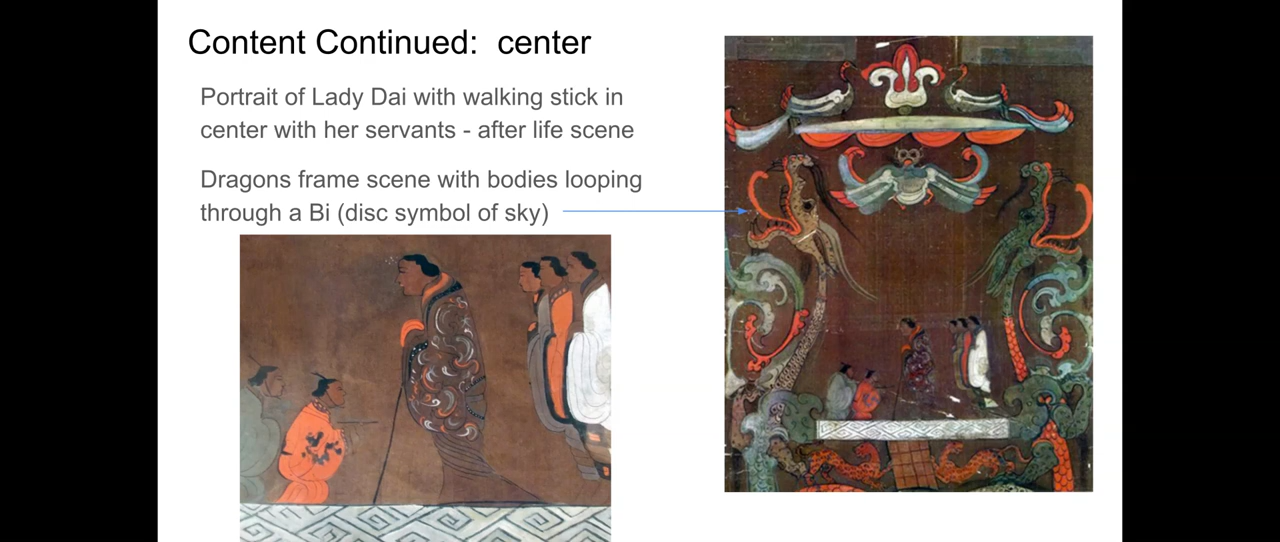 Content Continued:  center
Portrait of Lady Dai with walking stick in
center with her servants - after life scene
Dragons frame scene with bodies looping
through a Bi (disc symbol of sky)